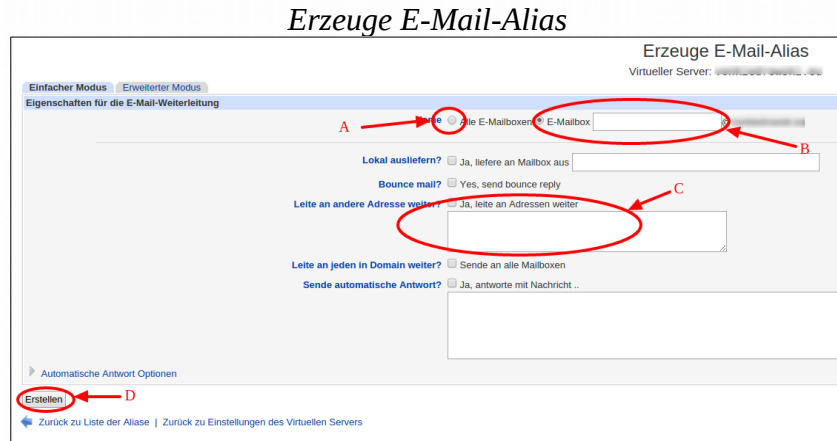 Erzeuge E-Mail-Alias
Erzeuge E-Mail-Alias
Virtueller Server:
Einfacher Modus Erweiterter Modus
Eigenschaften für die E-Mail-Weiterleitung
A Alle E-Mailboxen E-Mailbox @
B
Lokal ausliefern? Ja, liefere an Mailbox aus
Bounce mail? Yes, send bounce reply
C
Leite an andere Adresse weiter? Ja, leite an Adressen weiter
Leite an jeden in Domain weiter? Sende an alle Mailboxen
Sende automatische Antwort? Ja, antworte mit Nachricht ..
Automatische Antwort Optionen
Erstellen D
Zurück zu Liste der Aliase | Zurück zu Einstellungen des Virtuellen Servers